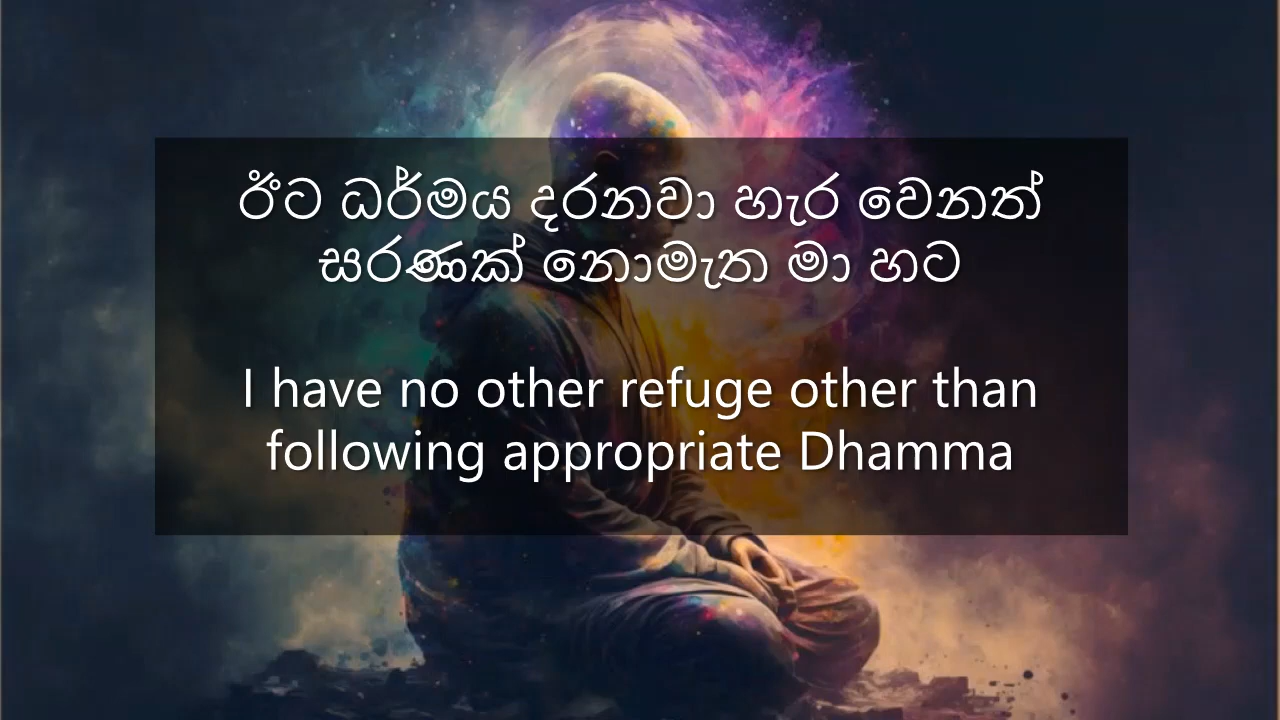 ඊට ධර්මය දරනවා හැර වෙනත්
සරණක් නොමැත මා හට
I have no other refuge other than
following appropriate Dhamma